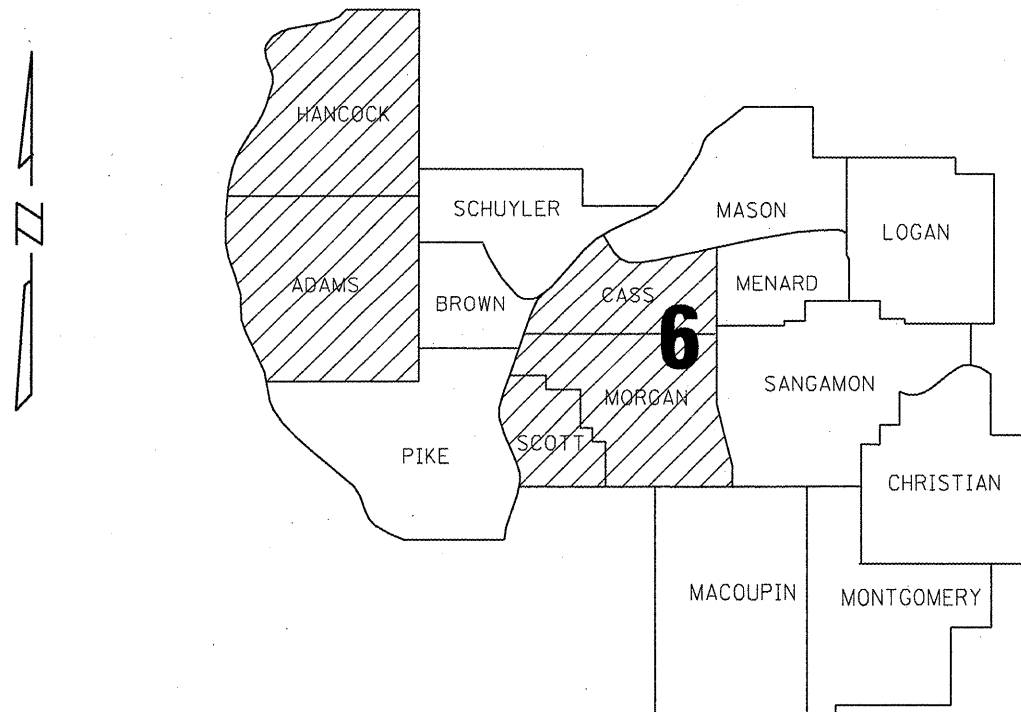 HANCOCK
SCHUYLER
MASON
LOGAN
N
ADAMS
BROWN
CASS
MENARD
6
SANGAMON
MORGAN
PIKE
SCOTT
CHRISTIAN
MACOUPIN
MONTGOMERY